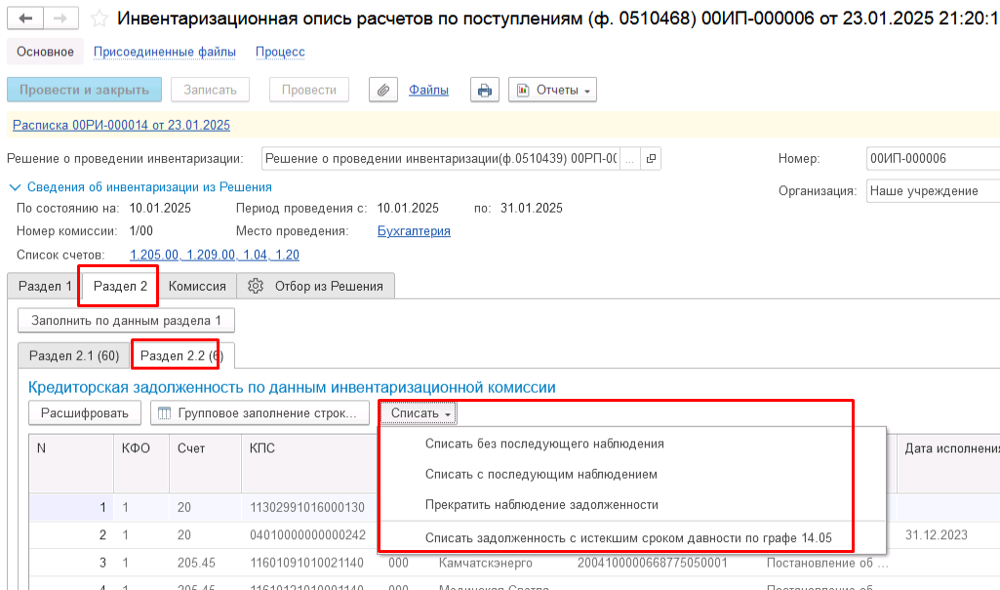 Инвентаризационная опись расчетов по поступлениям (ф. 0510468) 00ИП-000006 от 23.01.2025 21:20:1
Основное Присоединенные файлы Процесс
Провести и закрыть Записать Провести Файлы Отчеты
Расписка 00РИ-000014 от 23.01.2025
Решение о проведении инвентаризации: Решение о проведении инвентаризации(ф.0510439) 00РП-00 ... Номер: 00ИП-000006
Сведения об инвентаризации из Решения Организация: Наше учреждение
По состоянию на: 10.01.2025 Период проведения с: 10.01.2025 по: 31.01.2025
Номер комиссии: 1/00 Место проведения: Бухгалтерия
Список счетов: 1.205.00, 1.209.00, 1.04, 1.20
Раздел 1 Раздел 2 Комиссия Отбор из Решения
Заполнить по данным раздела 1
Раздел 2.1 (60) Раздел 2.2 (6)
Кредиторская задолженность по данным инвентаризационной комиссии
Расшифровать Групповое заполнение строк... Списать
N КФО Счет КПС Дата исполнения
Списать без последующего наблюдения
Списать с последующим наблюдением
Прекратить наблюдение задолженности
Списать задолженность с истекшим сроком давности по графе 14.05
1 1 20 11302991016000130
2 1 20 04010000000000242 31.12.2023
3 1 205.45 11601091010021140 000 Камчатскэнерго 2004100000668775050001 Постановление об ...
4 1 205.45 11610121010001140 000 Медицская Светла Постановление об